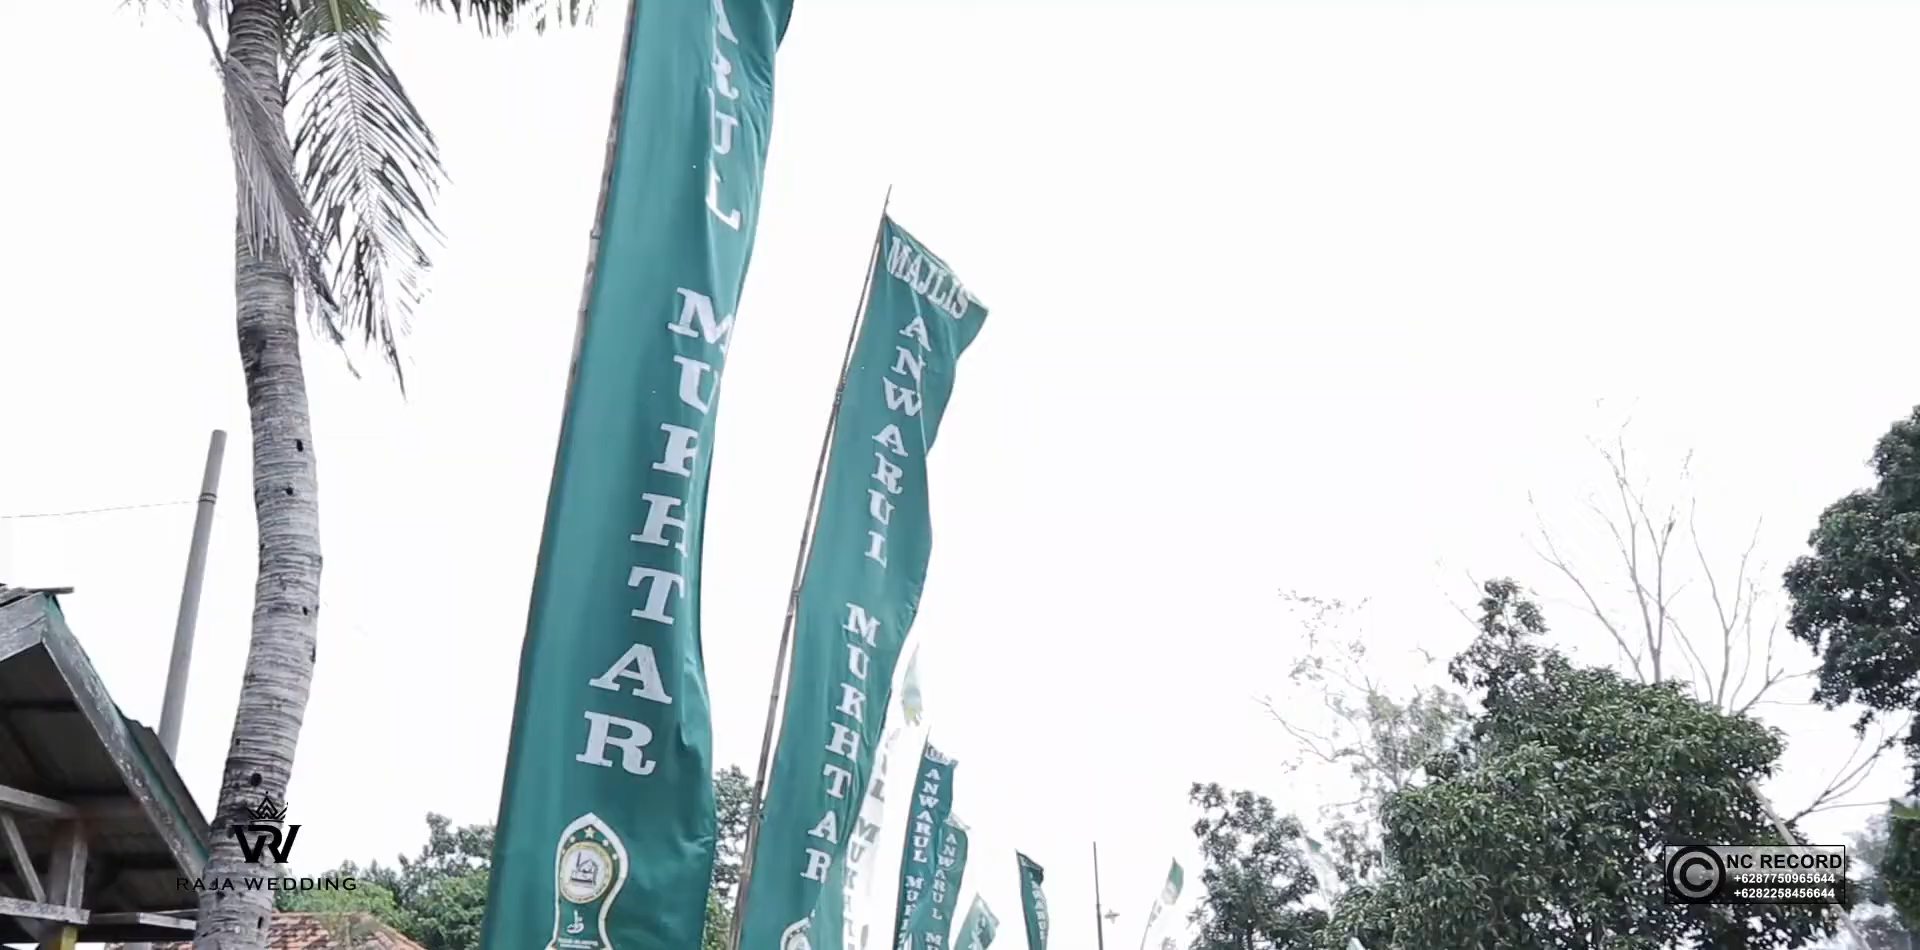 ARUL MUKHTAR
MAJLIS
ANWARUL MUKHTAR
ANWARUL
ANWARUL
RAJA WEDDING
NC RECORD
+6287750965644
+6282258456644